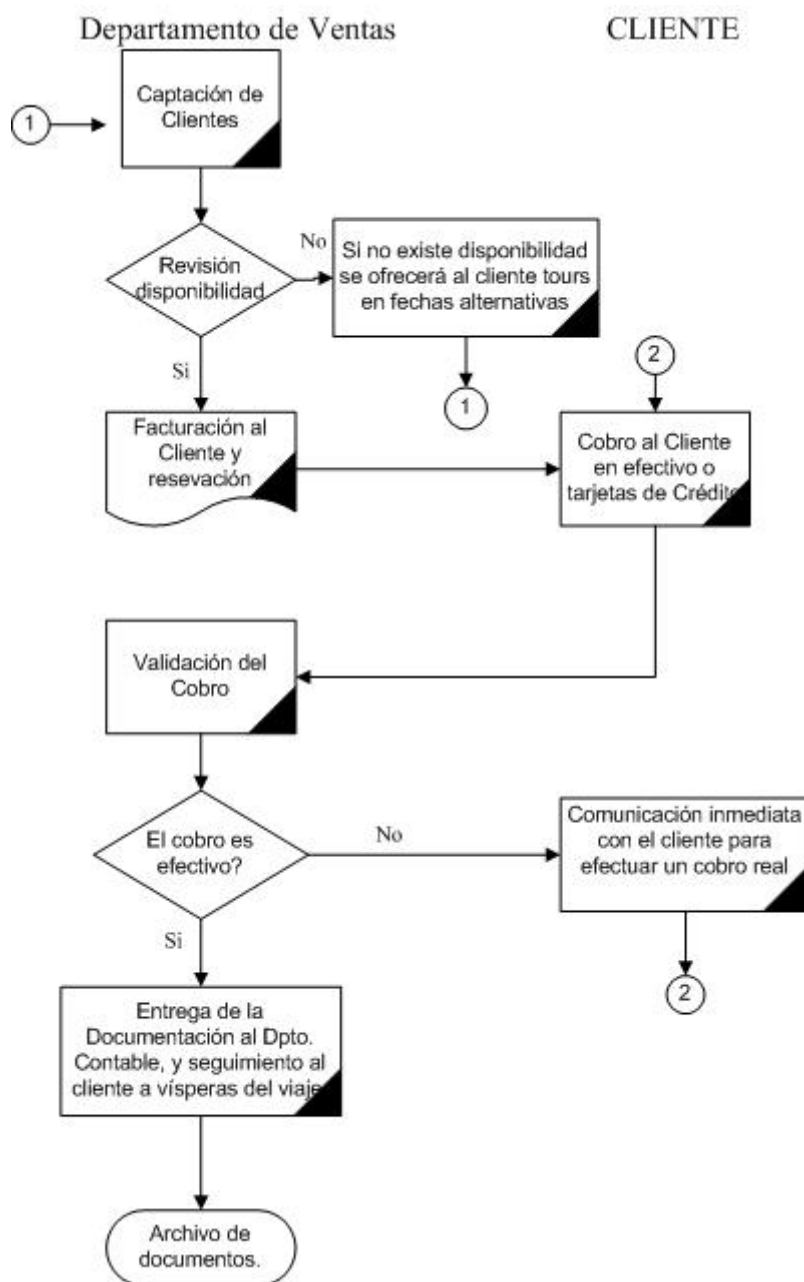 Departamento de Ventas
CLIENTE
Captación de
Clientes
1
Revisión
disponibilidad
No
Si no existe disponibilidad
se ofrecerá al cliente tours
en fechas alternativas
Si
1
2
Facturación al
Cliente y
resevación
Cobro al Cliente
en efectivo o
tarjetas de Crédito
Validación del
Cobro
El cobro es
efectivo?
No
Comunicación inmediata
con el cliente para
efectuar un cobro real
Si
2
Entrega de la
Documentación al Dpto.
Contable, y seguimiento al
cliente a vísperas del viaje
Archivo de
documentos.